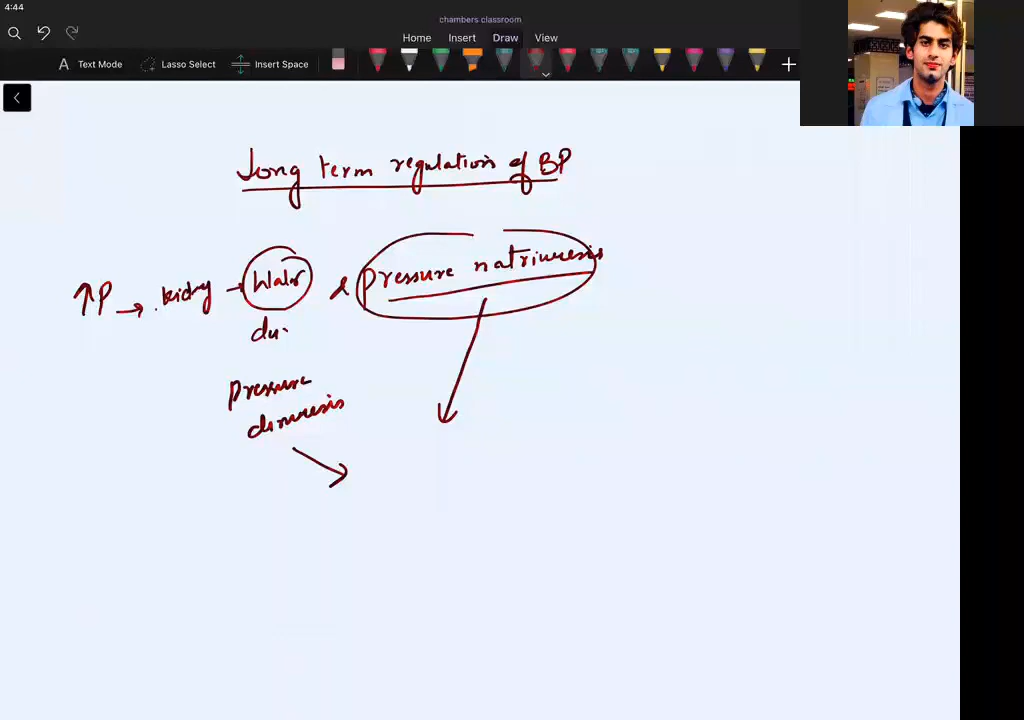 4:44
chambers classroom
Home Insert Draw View
Text Mode Lasso Select Insert Space
Long term regulation of BP
↑P → kidney → Water & Pressure natriuresis
du
Pressure
diuresis